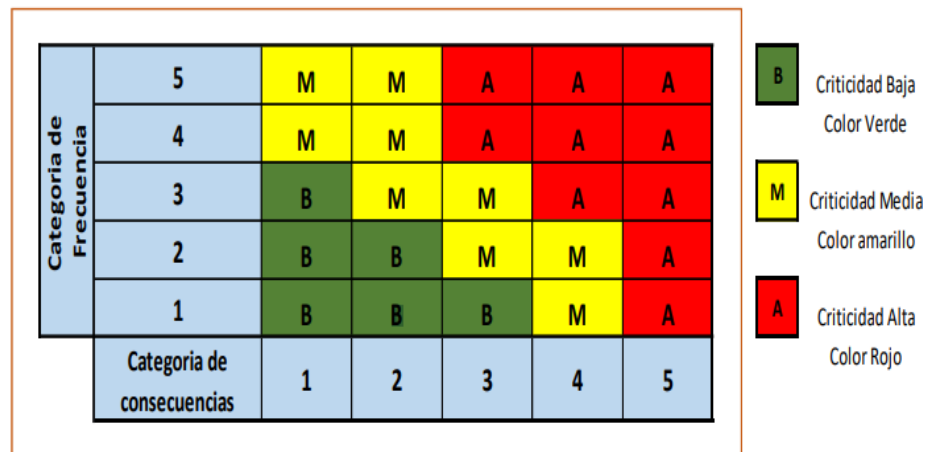 Categoria de
Frecuencia
5 M M A A A
4 M M A A A
3 B M M A A
2 B B M M A
1 B B B M A
Categoria de
consecuencias
1 2 3 4 5
B Criticidad Baja
Color Verde
M Criticidad Media
Color amarillo
A Criticidad Alta
Color Rojo